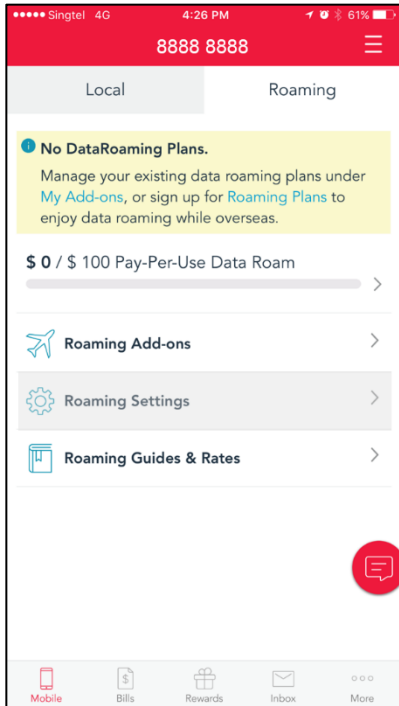 Singtel 4G 4:26 PM 61%
8888 8888
Local Roaming
No DataRoaming Plans.
Manage your existing data roaming plans under
My Add-ons, or sign up for Roaming Plans to
enjoy data roaming while overseas.
$ 0 / $ 100 Pay-Per-Use Data Roam
Roaming Add-ons
Roaming Settings
Roaming Guides & Rates
Mobile Bills Rewards Inbox More